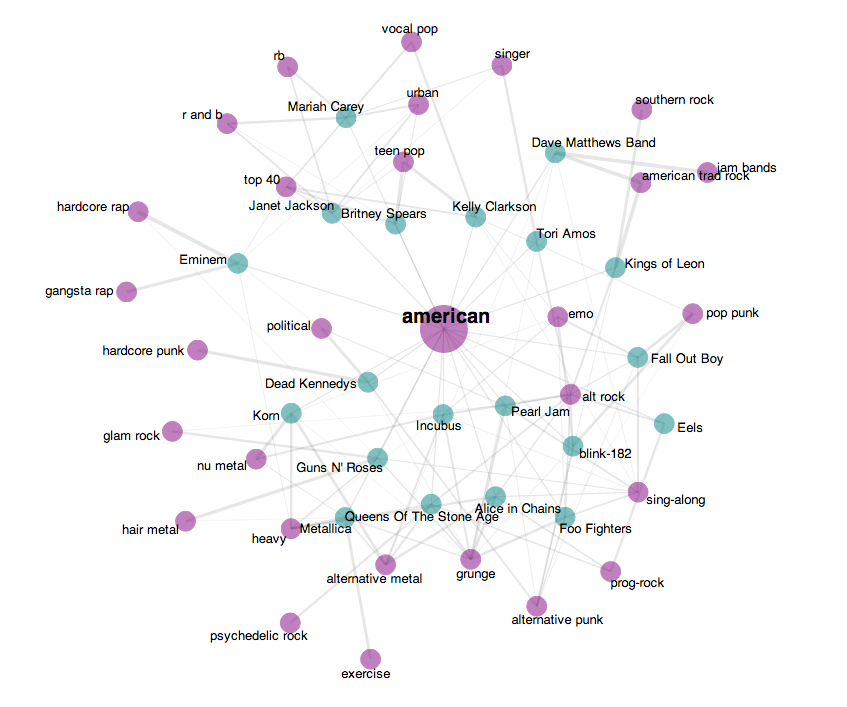 vocal pop
rb
singer
urban
southern rock
Mariah Carey
r and b
Dave Matthews Band
teen pop
jam bands
american trad rock
top 40
hardcore rap
Janet Jackson
Britney Spears
Kelly Clarkson
Tori Amos
Eminem
Kings of Leon
gangsta rap
american
emo
pop punk
political
hardcore punk
Fall Out Boy
Dead Kennedys
alt rock
Korn
Pearl Jam
Incubus
Eels
glam rock
blink-182
nu metal
Guns N' Roses
sing-along
Alice in Chains
Queens Of The Stone Age
hair metal
Metallica
Foo Fighters
heavy
alternative metal
grunge
prog-rock
alternative punk
psychedelic rock
exercise